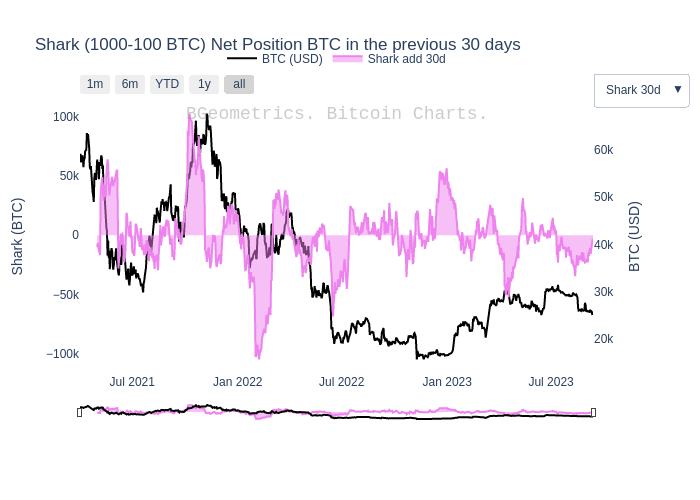 Shark (1000-100 BTC) Net Position BTC in the previous 30 days
BTC (USD) Shark add 30d
1m 6m YTD 1y all
Shark 30d ▼
BGeometrics. Bitcoin Charts.
100k
50k
0
−50k
−100k
Shark (BTC)
60k
50k
40k
30k
20k
BTC (USD)
Jul 2021 Jan 2022 Jul 2022 Jan 2023 Jul 2023